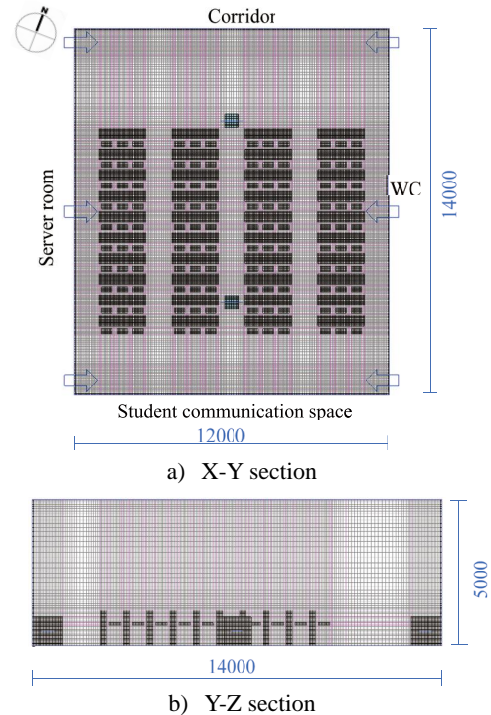 N
Corridor
Server room
WC
14000
Student communication space
12000
a) X-Y section
5000
14000
b) Y-Z section